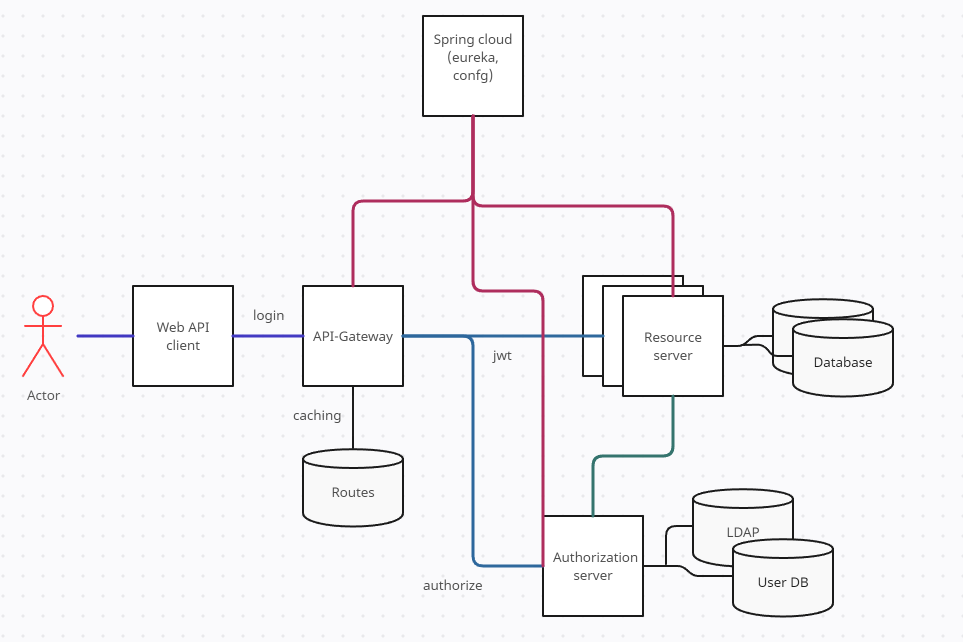 Spring cloud
(eureka,
confg)
login
Web API
client
API-Gateway
jwt
Resource
server
Database
Actor
caching
Routes
authorize
Authorization
server
LDAP
User DB